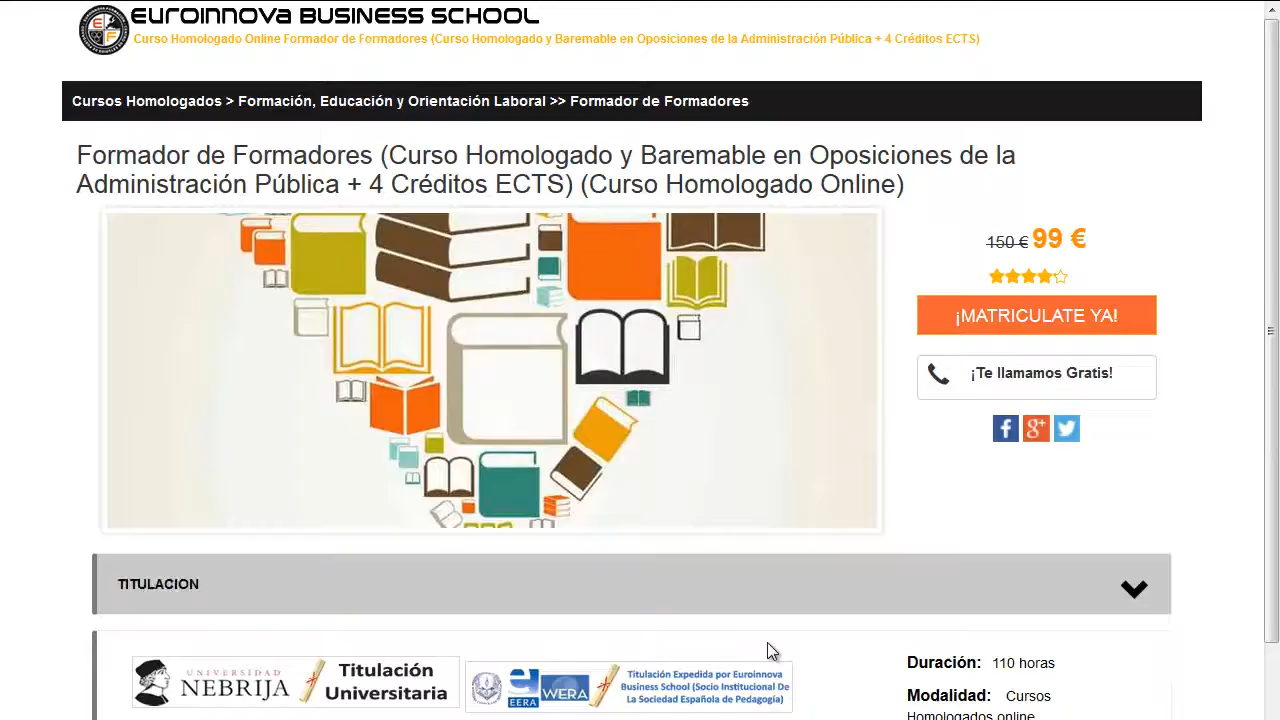 Euroinnova Business School
Curso Homologado Online Formador de Formadores (Curso Homologado y Baremable en Oposiciones de la Administración Pública + 4 Créditos ECTS)
Cursos Homologados > Formación, Educación y Orientación Laboral >> Formador de Formadores
Formador de Formadores (Curso Homologado y Baremable en Oposiciones de la
Administración Pública + 4 Créditos ECTS) (Curso Homologado Online)
150 € 99 €
¡MATRICULATE YA!
¡Te llamamos Gratis!
TITULACION
UNIVERSIDAD
NEBRIJA
Titulación
Universitaria
EERA
WERA
Titulación Expedida por Euroinnova
Business School (Socio Institucional De
La Sociedad Española de Pedagogía)
Duración: 110 horas
Modalidad: Cursos
Homologados online